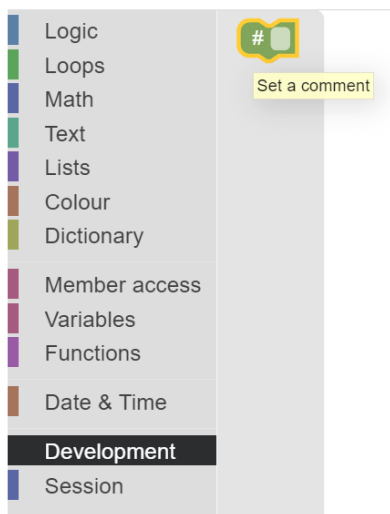 Logic
Loops
Math
Text
Lists
Colour
Dictionary
Member access
Variables
Functions
Date & Time
Development
Session
#
Set a comment